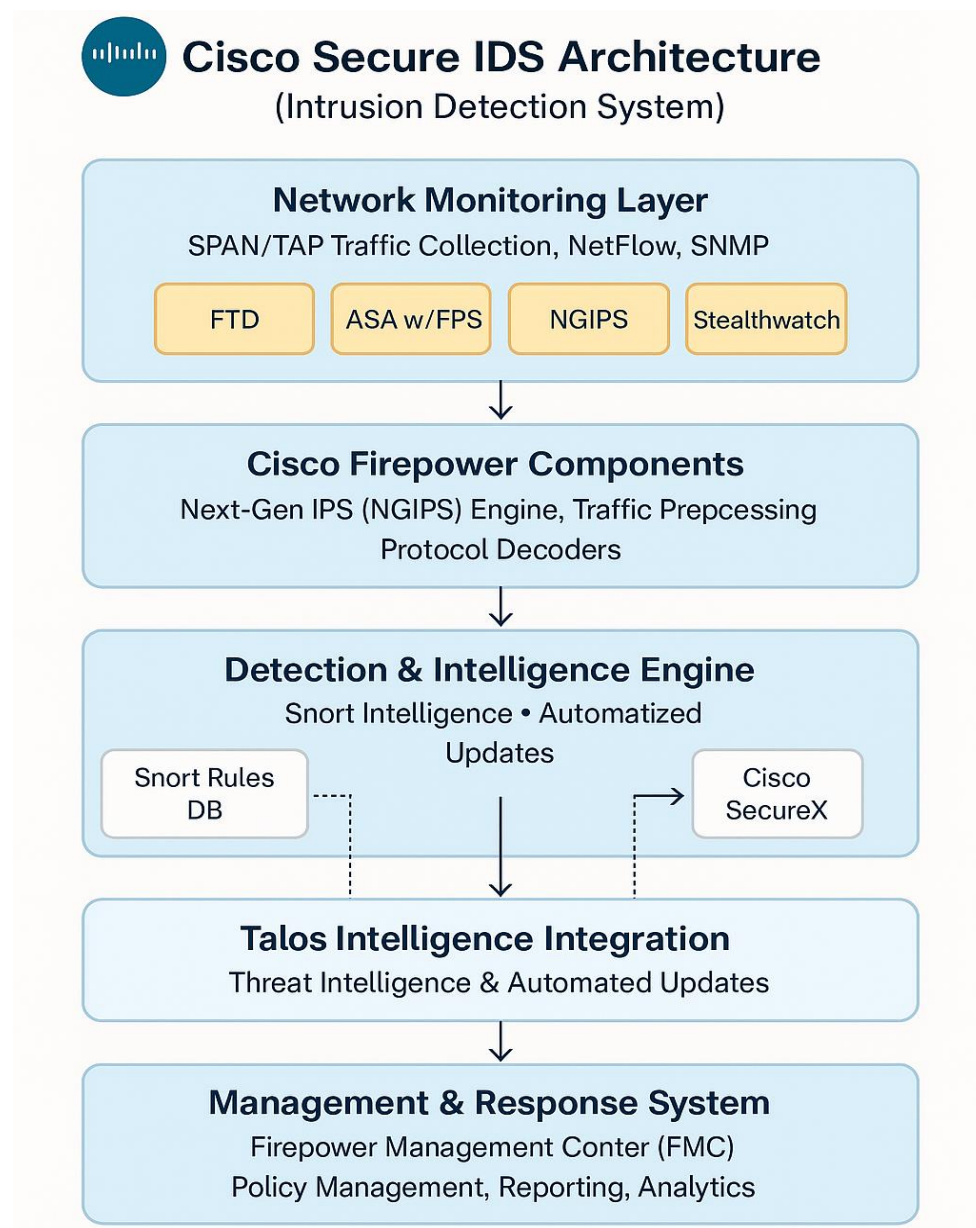 Cisco Secure IDS Architecture
(Intrusion Detection System)
Network Monitoring Layer
SPAN/TAP Traffic Collection, NetFlow, SNMP
FTD
ASA w/FPS
NGIPS
Stealthwatch
Cisco Firepower Components
Next-Gen IPS (NGIPS) Engine, Traffic Prepcessing
Protocol Decoders
Detection & Intelligence Engine
Snort Intelligence • Automatized
Updates
Snort Rules
DB
Cisco
SecureX
Talos Intelligence Integration
Threat Intelligence & Automated Updates
Management & Response System
Firepower Management Conter (FMC)
Policy Management, Reporting, Analytics